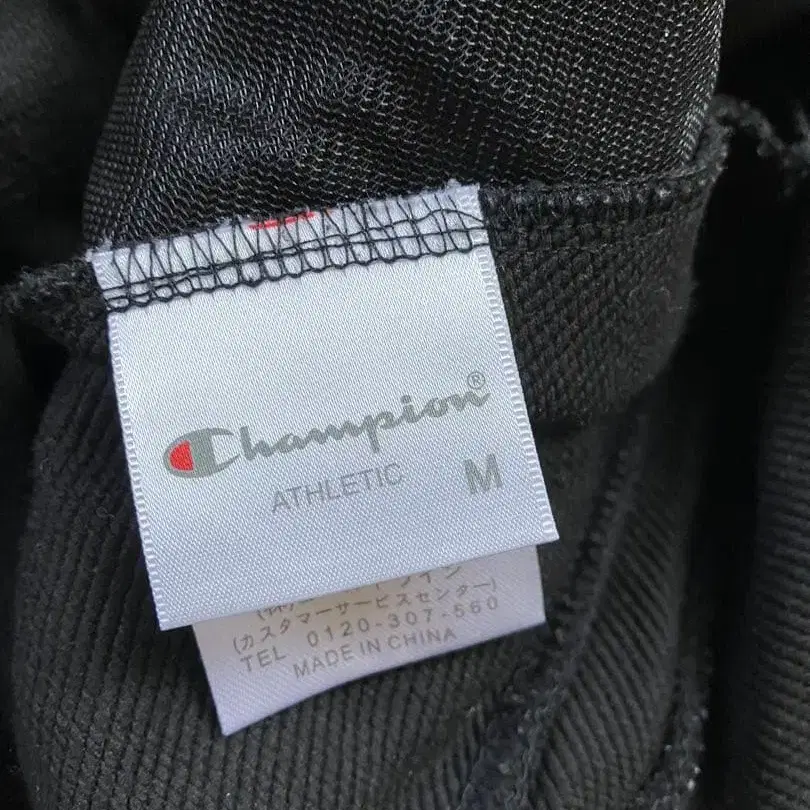 Champion®
ATHLETIC M
(カスタマーサービスセンター)
TEL 0120-307-560
MADE IN CHINA